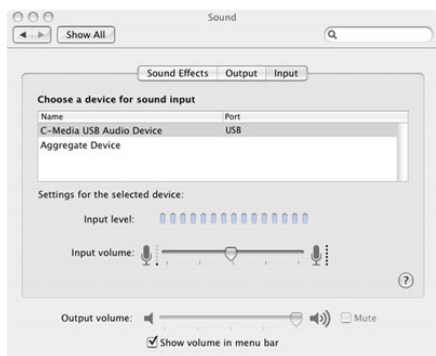 Sound
Show All
Sound Effects Output Input
Choose a device for sound input
Name Port
C-Media USB Audio Device USB
Aggregate Device
Settings for the selected device:
Input level:
Input volume:
?
Output volume: Mute
Show volume in menu bar